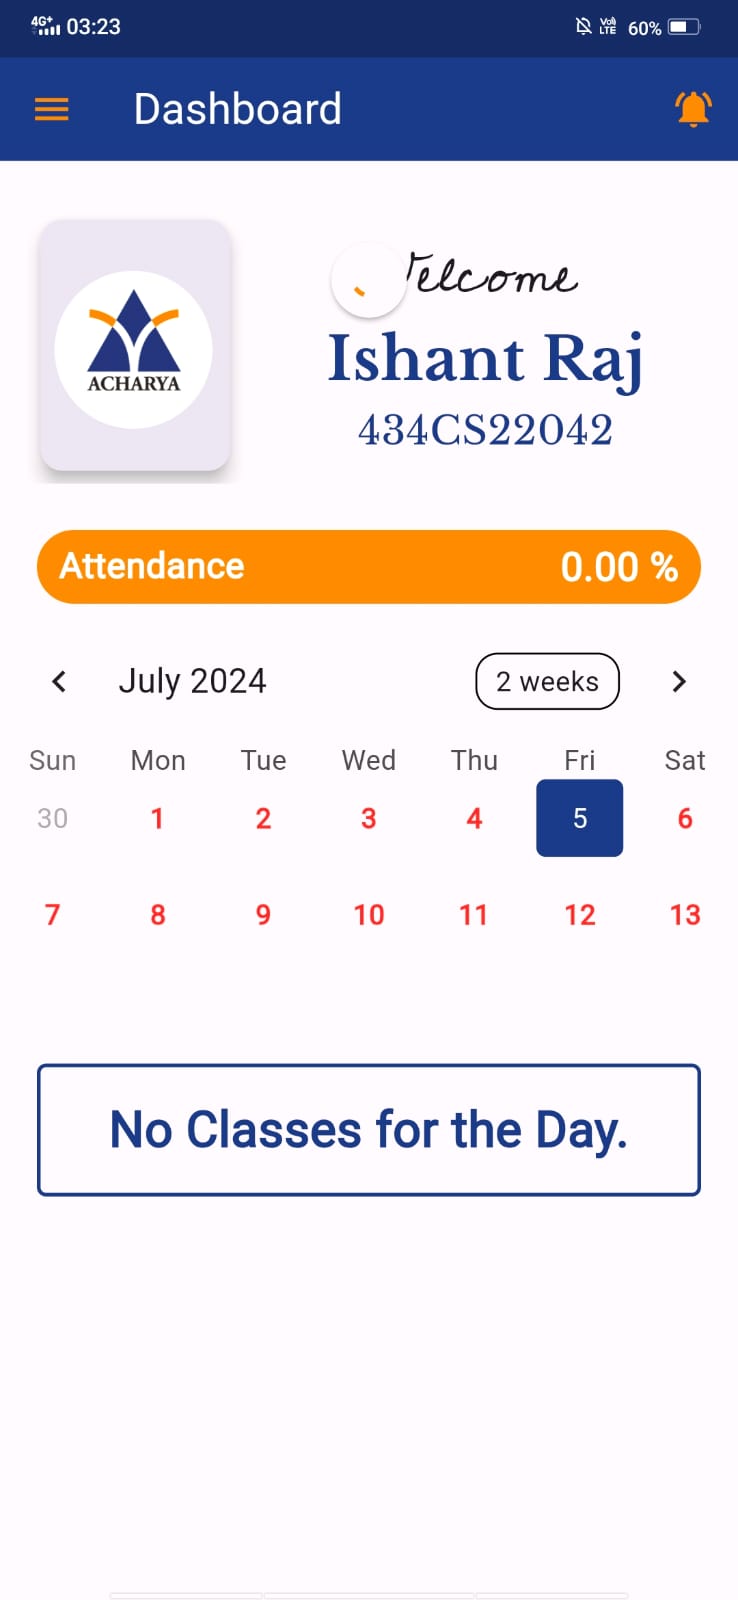 4G+ 03:23 VoLTE 60%
Dashboard
ACHARYA
Welcome
Ishant Raj
434CS22042
Attendance 0.00 %
July 2024 2 weeks
Sun Mon Tue Wed Thu Fri Sat
30 1 2 3 4 5 6
7 8 9 10 11 12 13
No Classes for the Day.